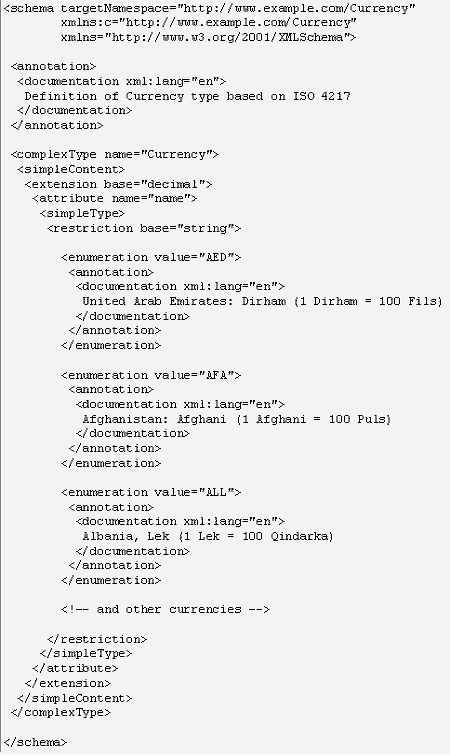 <schema targetNamespace="http://www.example.com/Currency"
xmlns:c="http://www.example.com/Currency"
xmlns="http://www.w3.org/2001/XMLSchema">
<annotation>
<documentation xml:lang="en">
Definition of Currency type based on ISO 4217
</documentation>
</annotation>
<complexType name="Currency">
<simpleContent>
<extension base="decimal">
<attribute name="name">
<simpleType>
<restriction base="string">
<enumeration value="AED">
<annotation>
<documentation xml:lang="en">
United Arab Emirates: Dirham (1 Dirham = 100 Fils)
</documentation>
</annotation>
</enumeration>
<enumeration value="AFA">
<annotation>
<documentation xml:lang="en">
Afghanistan: Afghani (1 Afghani = 100 Puls)
</documentation>
</annotation>
</enumeration>
<enumeration value="ALL">
<annotation>
<documentation xml:lang="en">
Albania, Lek (1 Lek = 100 Qindarka)
</documentation>
</annotation>
</enumeration>
<!-- and other currencies -->
</restriction>
</simpleType>
</attribute>
</extension>
</simpleContent>
</complexType>
</schema>